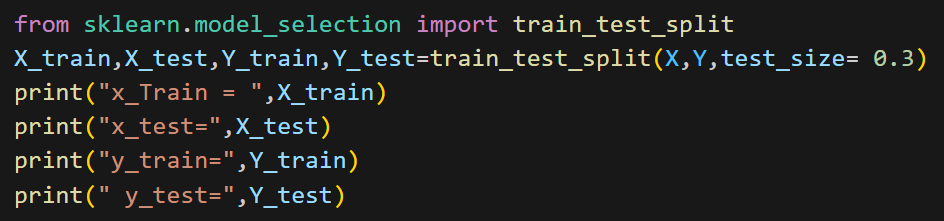 from sklearn.model_selection import train_test_split
X_train,X_test,Y_train,Y_test=train_test_split(X,Y,test_size= 0.3)
print("x_Train = ",X_train)
print("x_test=",X_test)
print("y_train=",Y_train)
print(" y_test=",Y_test)